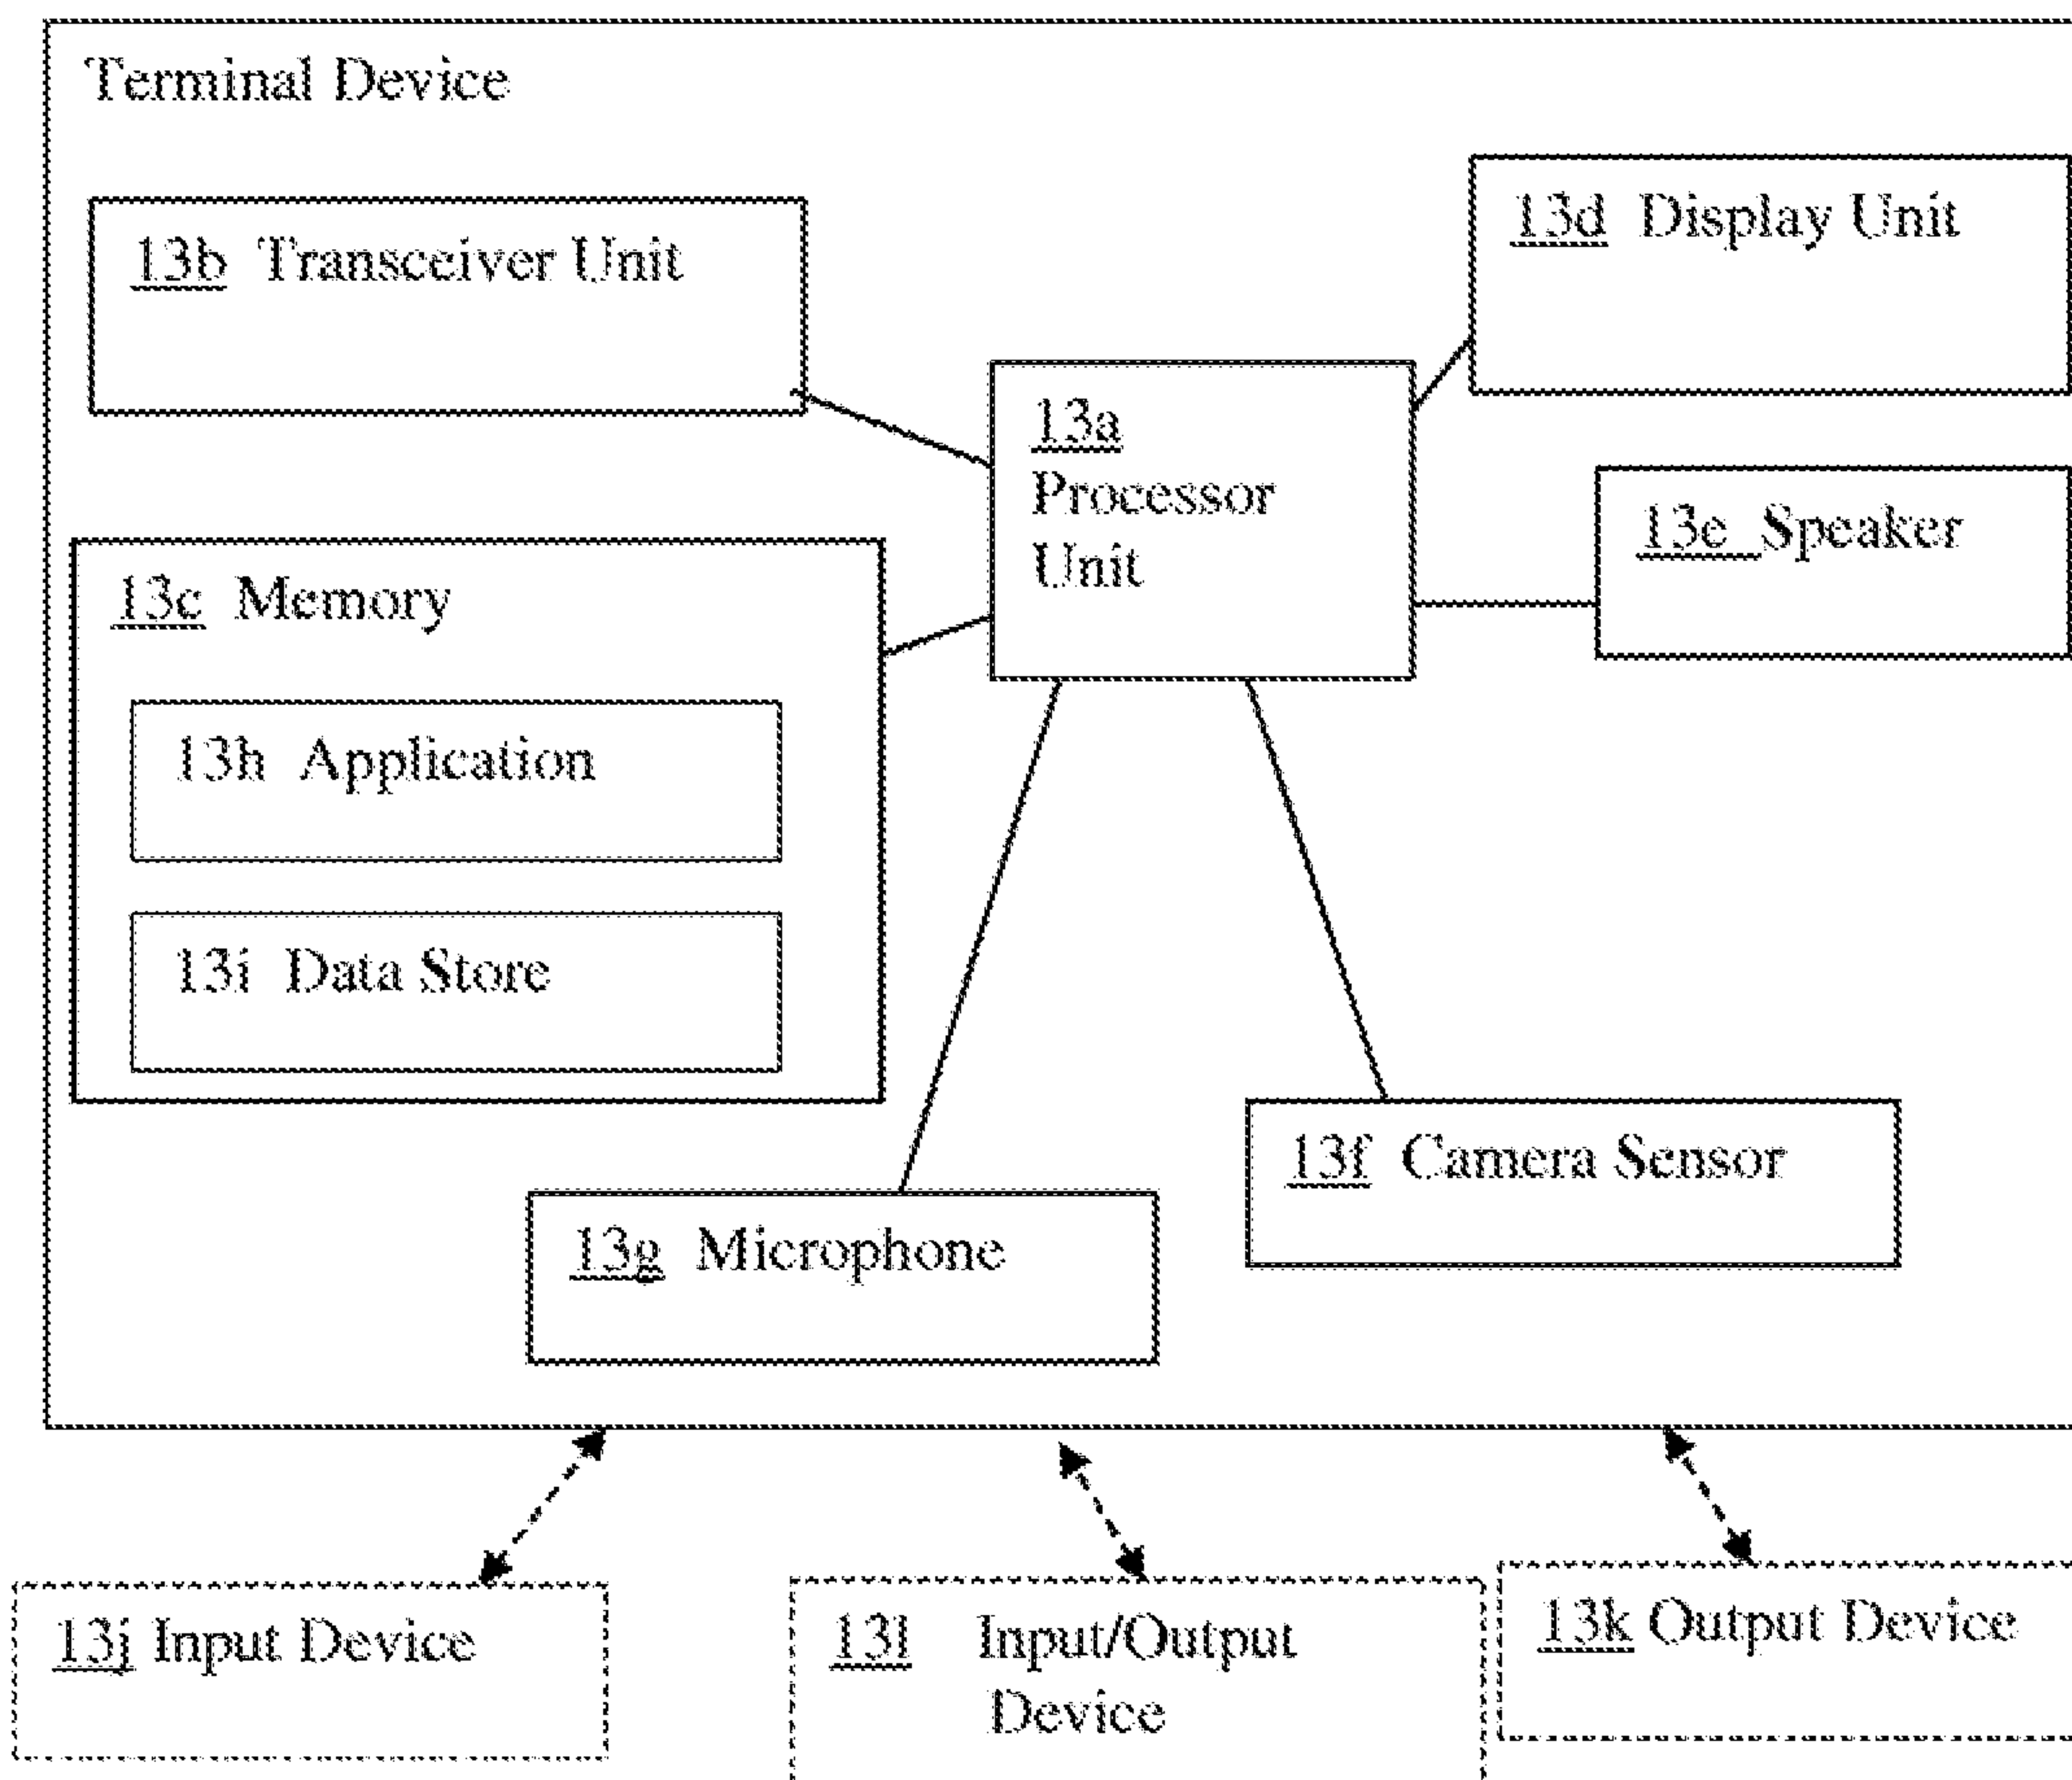 Terminal Device
13b Transceiver Unit
13d Display Unit
13a
Processor
Unit
13e Speaker
13c Memory
13h Application
13i Data Store
13f Camera Sensor
13g Microphone
13j Input Device
13l Input/Output
Device
13k Output Device